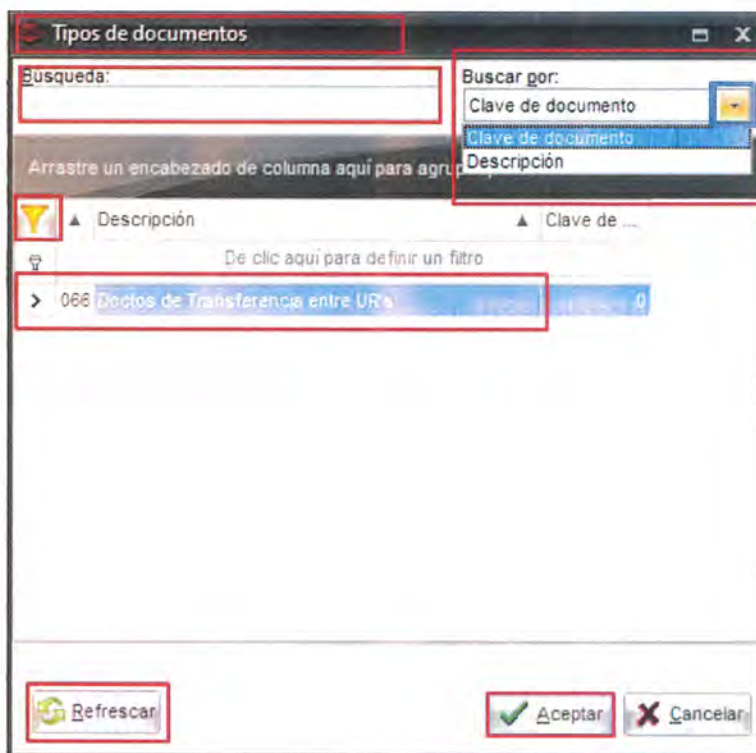 Tipos de documentos
Busqueda:
Buscar por:
Clave de documento
Clave de documento
Descripción
Arrastre un encabezado de columna aquí para agrup
Descripción
Clave de ...
De clic aquí para definir un filtro
066 Doctos de Transferencia entre UR's 0
Refrescar
Aceptar
Cancelar